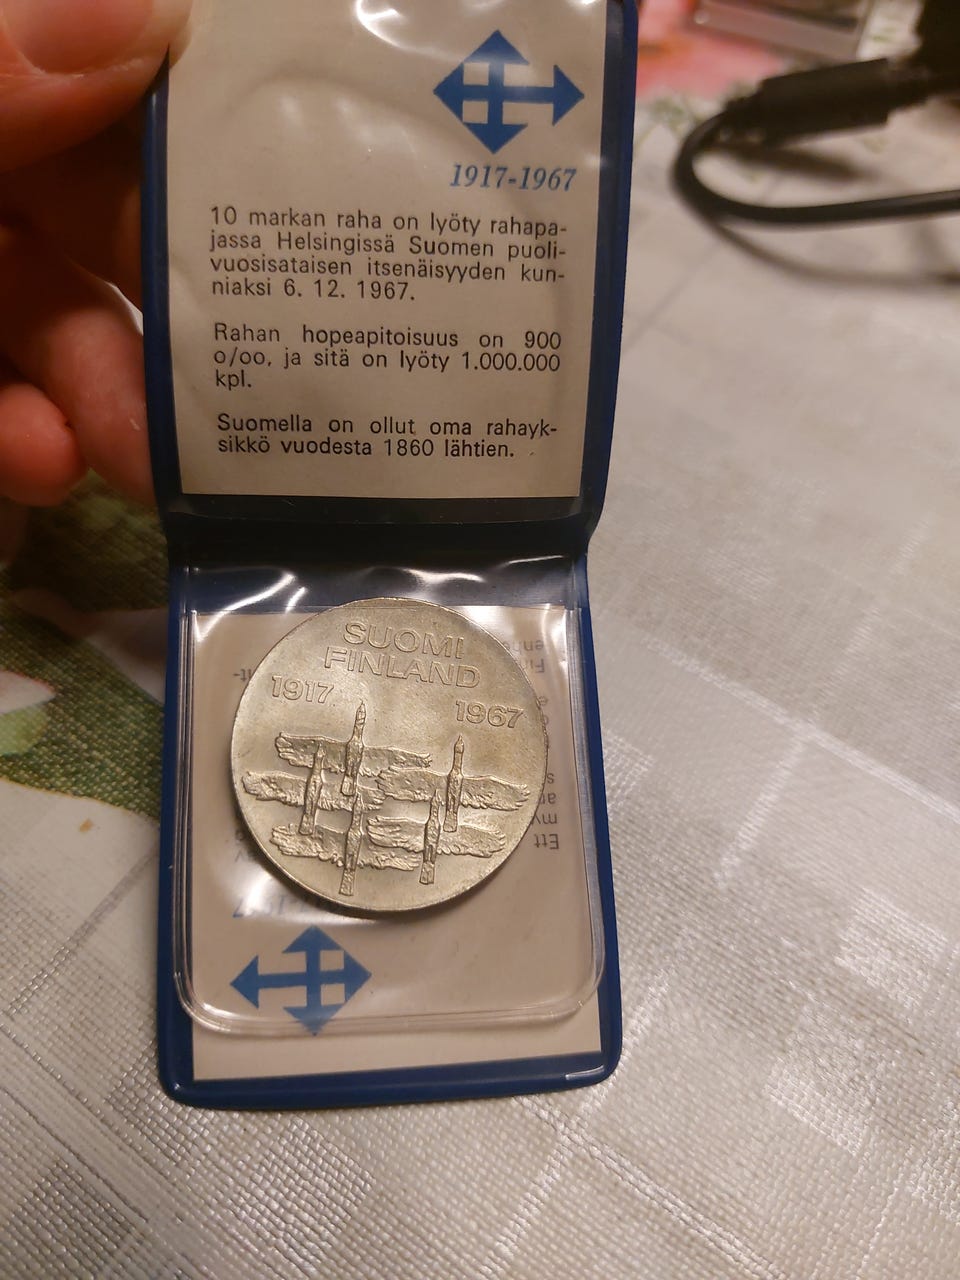 1917-1967
10 markan raha on lyöty rahapa-
jassa Helsingissä Suomen puoli-
vuosisataisen itsenäisyyden kun-
niaksi 6. 12. 1967.
Rahan hopeapitoisuus on 900
o/oo, ja sitä on lyöty 1.000.000
kpl.
Suomella on ollut oma rahayk-
sikkö vuodesta 1860 lähtien.
SUOMI
FINLAND
1917
1967
Ett